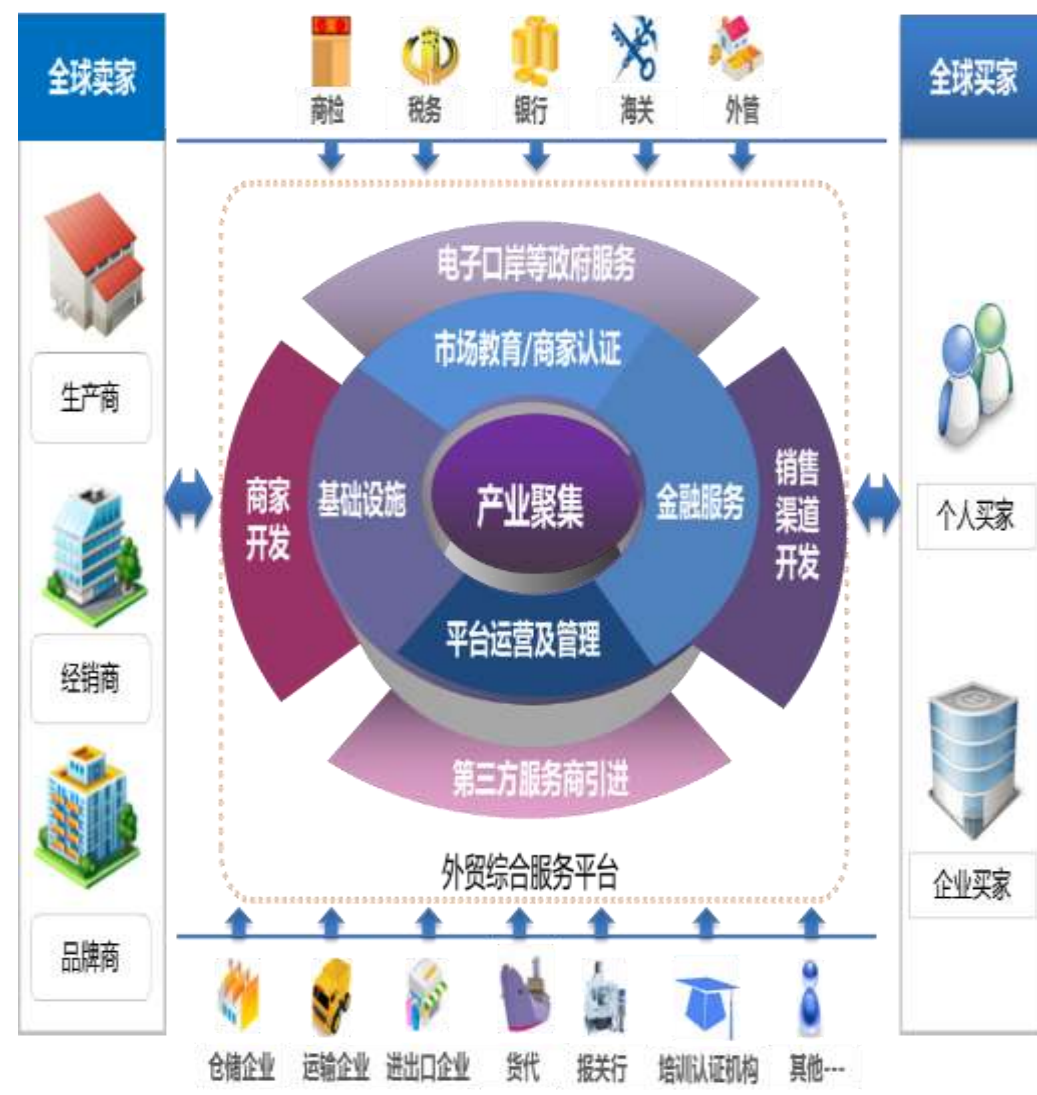 全球卖家
商检
税务
银行
海关
外管
全球买家
生产商
经销商
品牌商
电子口岸等政府服务
市场教育/商家认证
商家
开发
基础设施
产业聚集
金融服务
销售
渠道
开发
平台运营及管理
第三方服务商引进
外贸综合服务平台
个人买家
企业买家
仓储企业
运输企业
进出口企业
货代
报关行
培训认证机构
其他---